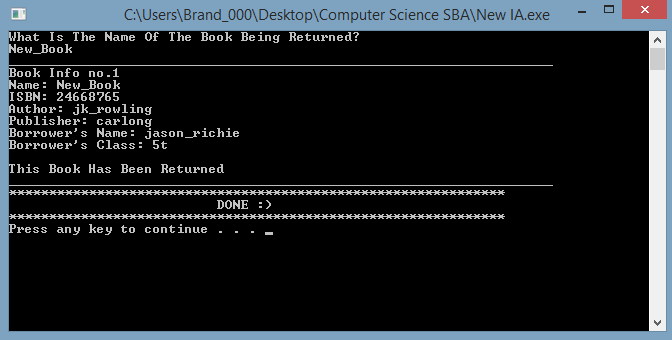 C:\Users\Brand_000\Desktop\Computer Science SBA\New IA.exe
What Is The Name Of The Book Being Returned?
New_Book
____________________________________________________________________
Book Info no.1
Name: New_Book
ISBN: 24668765
Author: jk_rowling
Publisher: carlong
Borrower's Name: jason_richie
Borrower's Class: 5t
This Book Has Been Returned
____________________________________________________________________
**************************************************************
DONE :)
**************************************************************
Press any key to continue . . . _